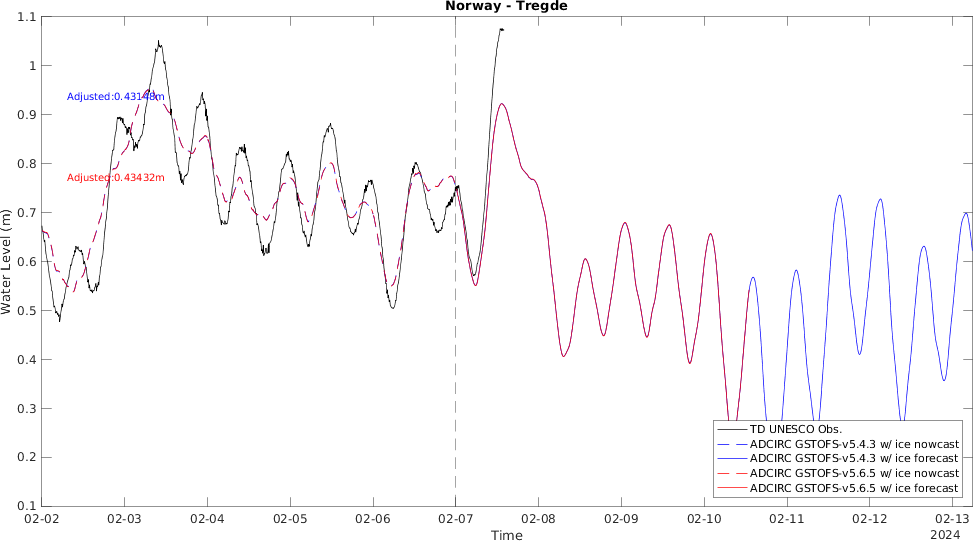 Norway - Tregde
1.1
1
0.9
0.8
0.7
0.6
0.5
0.4
0.3
0.2
0.1
Water Level (m)
Adjusted:0.43148m
Adjusted:0.43432m
TD UNESCO Obs.
ADCIRC GSTOFS-v5.4.3 w/ ice nowcast
ADCIRC GSTOFS-v5.4.3 w/ ice forecast
ADCIRC GSTOFS-v5.6.5 w/ ice nowcast
ADCIRC GSTOFS-v5.6.5 w/ ice forecast
02-02 02-03 02-04 02-05 02-06 02-07 02-08 02-09 02-10 02-11 02-12 02-13
Time
2024